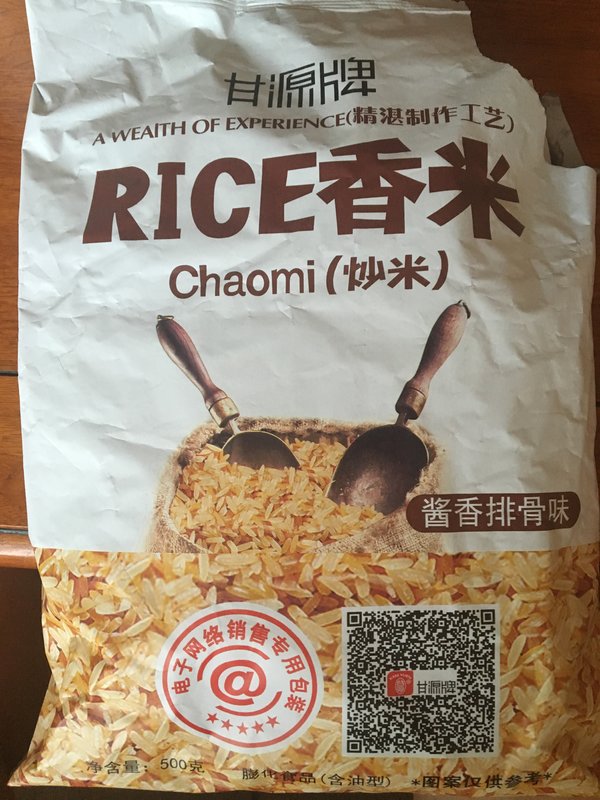 甘源牌
A WEAITH OF EXPERIENCE(精湛制作工艺)
RICE香米
Chaomi(炒米)
酱香排骨味
电子网络销售专用包装
@
甘源牌
净含量：500克
膨化食品(含油型)
*图案仅供参考*